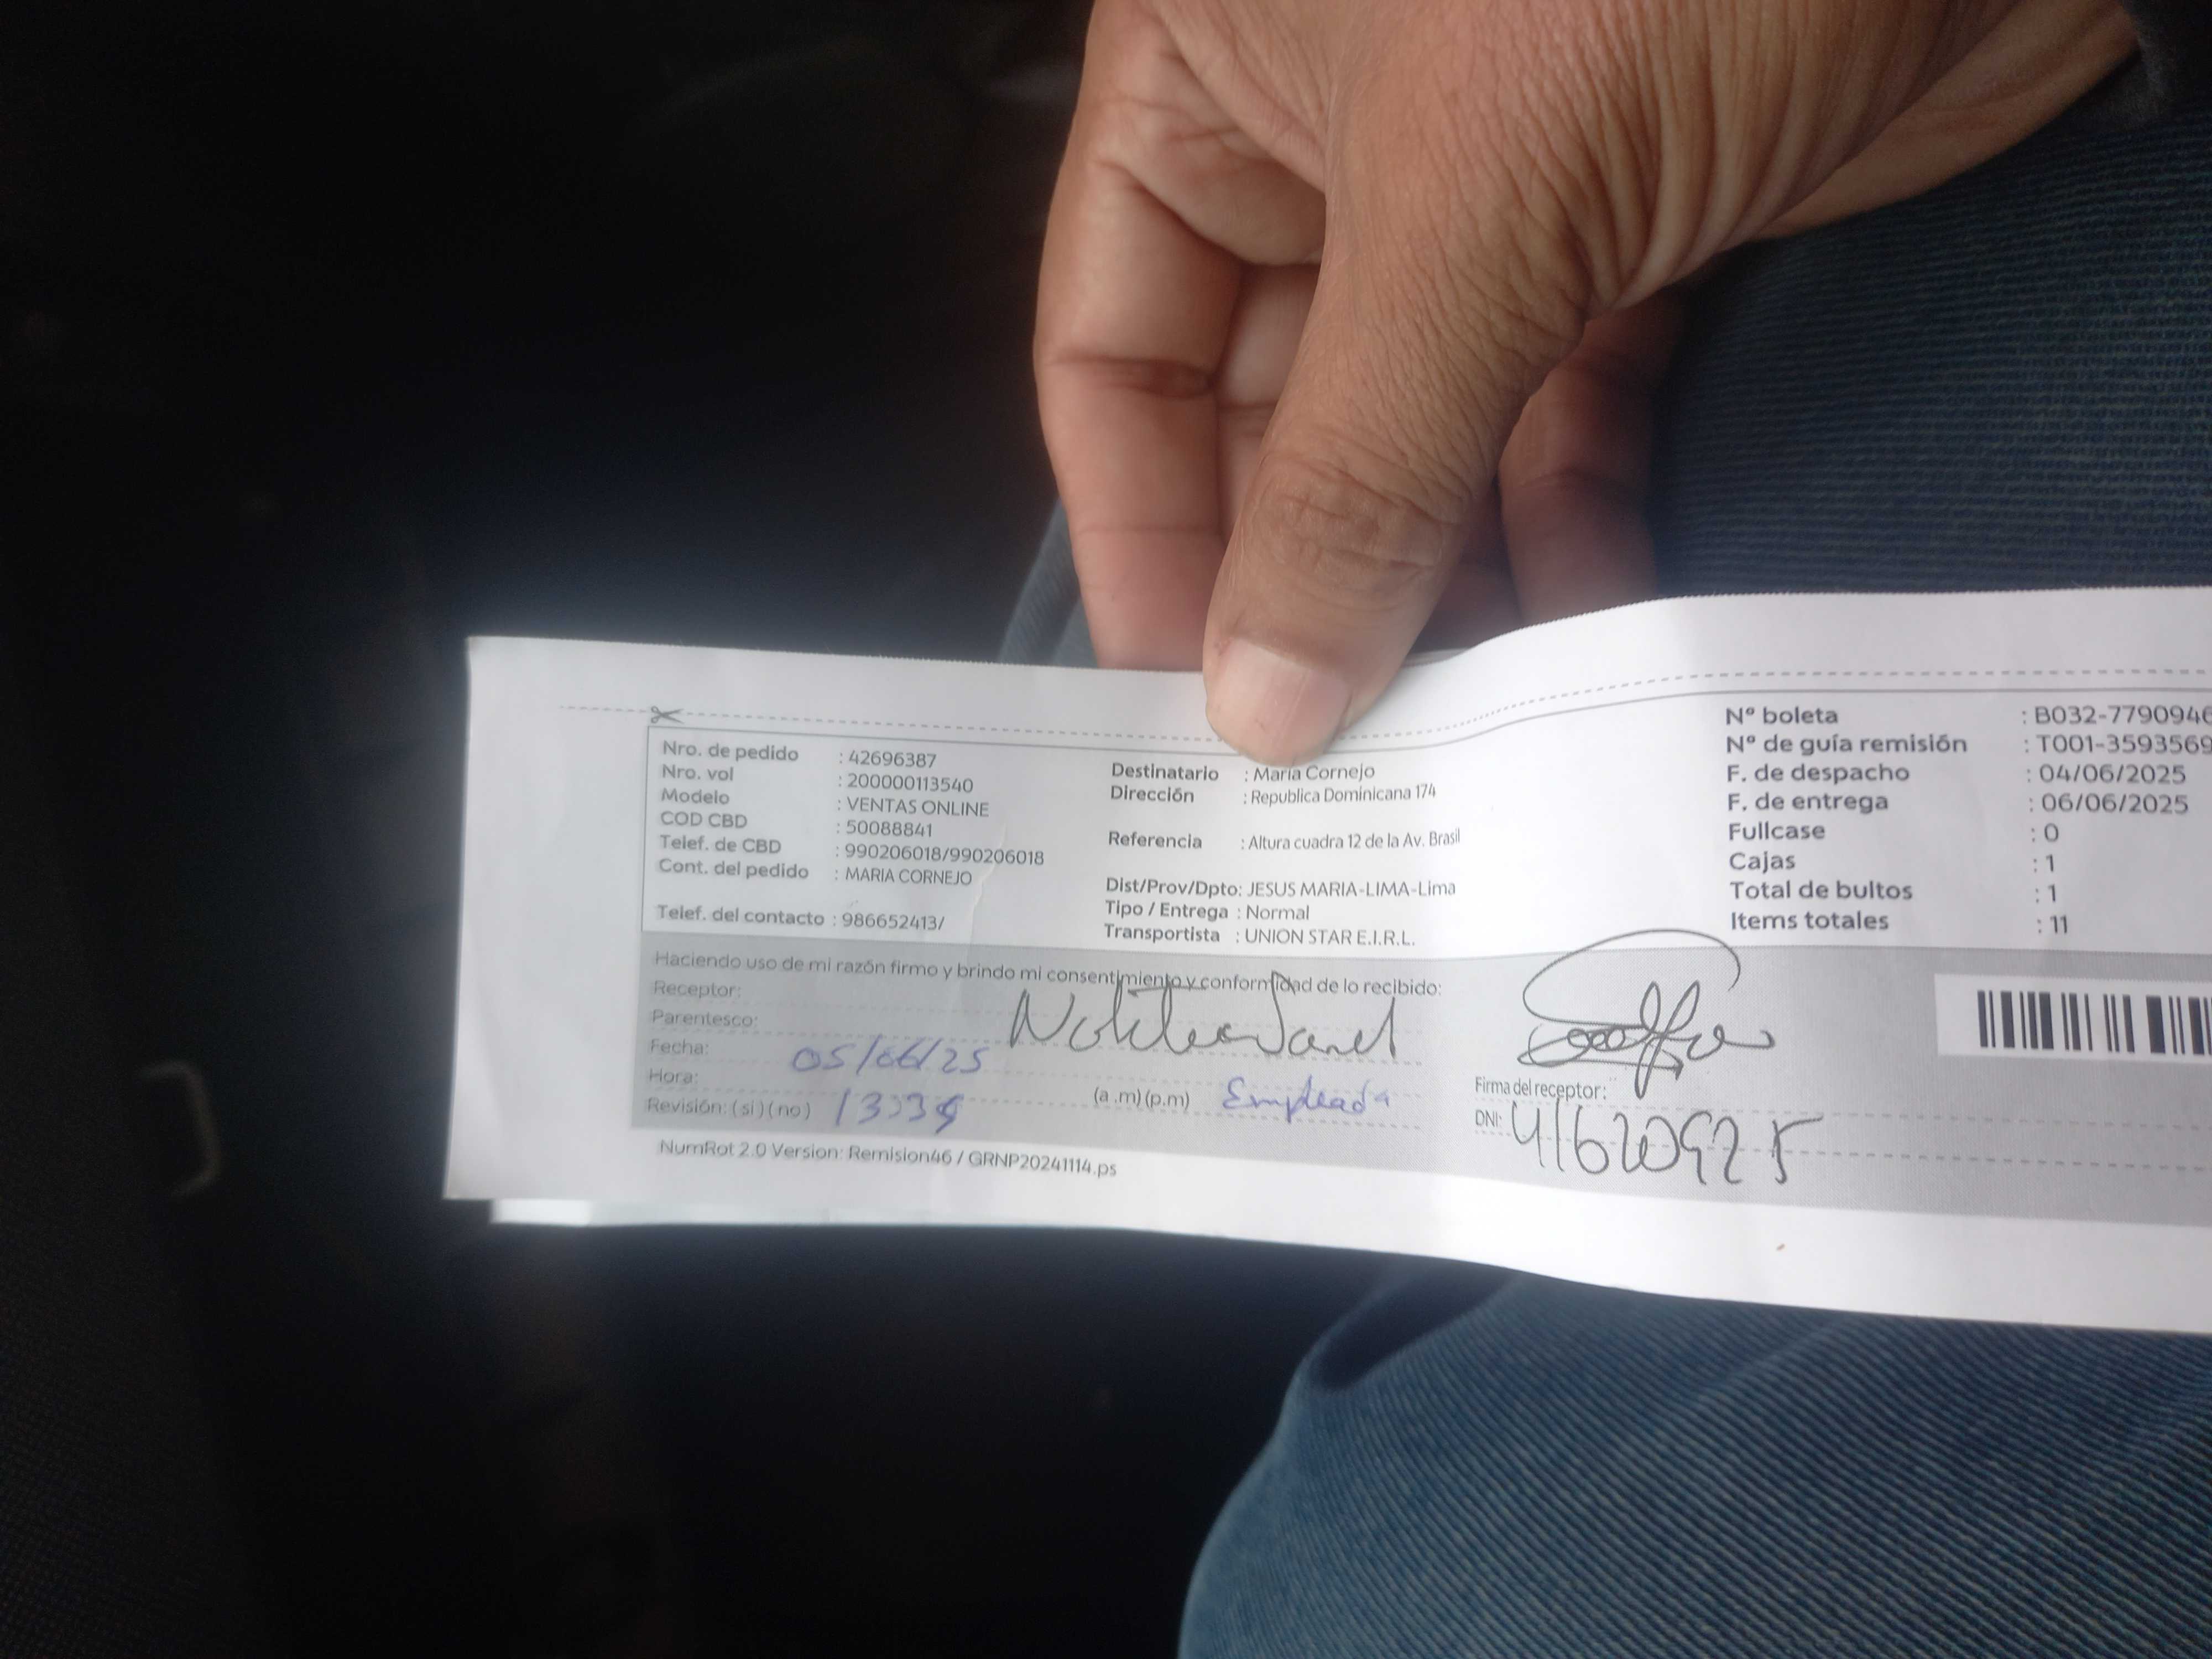 Nro. de pedido : 42696387
Nro. vol : 200000113540
Modelo : VENTAS ONLINE
COD CBD : 50088841
Telef. de CBD : 990206018/990206018
Cont. del pedido : MARIA CORNEJO
Telef. del contacto : 986652413/
Destinatario : Maria Cornejo
Dirección : Republica Dominicana 174
Referencia : Altura cuadra 12 de la Av. Brasil
Dist/Prov/Dpto: JESUS MARIA-LIMA-Lima
Tipo / Entrega : Normal
Transportista : UNION STAR E.I.R.L.
Nº boleta : B032-7790946
Nº de guía remisión : T001-3593569
F. de despacho : 04/06/2025
F. de entrega : 06/06/2025
Fullcase : 0
Cajas : 1
Total de bultos : 1
Items totales : 11
Haciendo uso de mi razón firmo y brindo mi consentimiento y conformidad de lo recibido:
Receptor:
Parentesco:
Fecha: 05/06/25
Hora:
(a .m) (p.m) Empleada
Revisión: ( si ) ( no )
Firma del receptor:
DNI:
NumRot 2.0 Version: Remision46 / GRNP20241114.ps